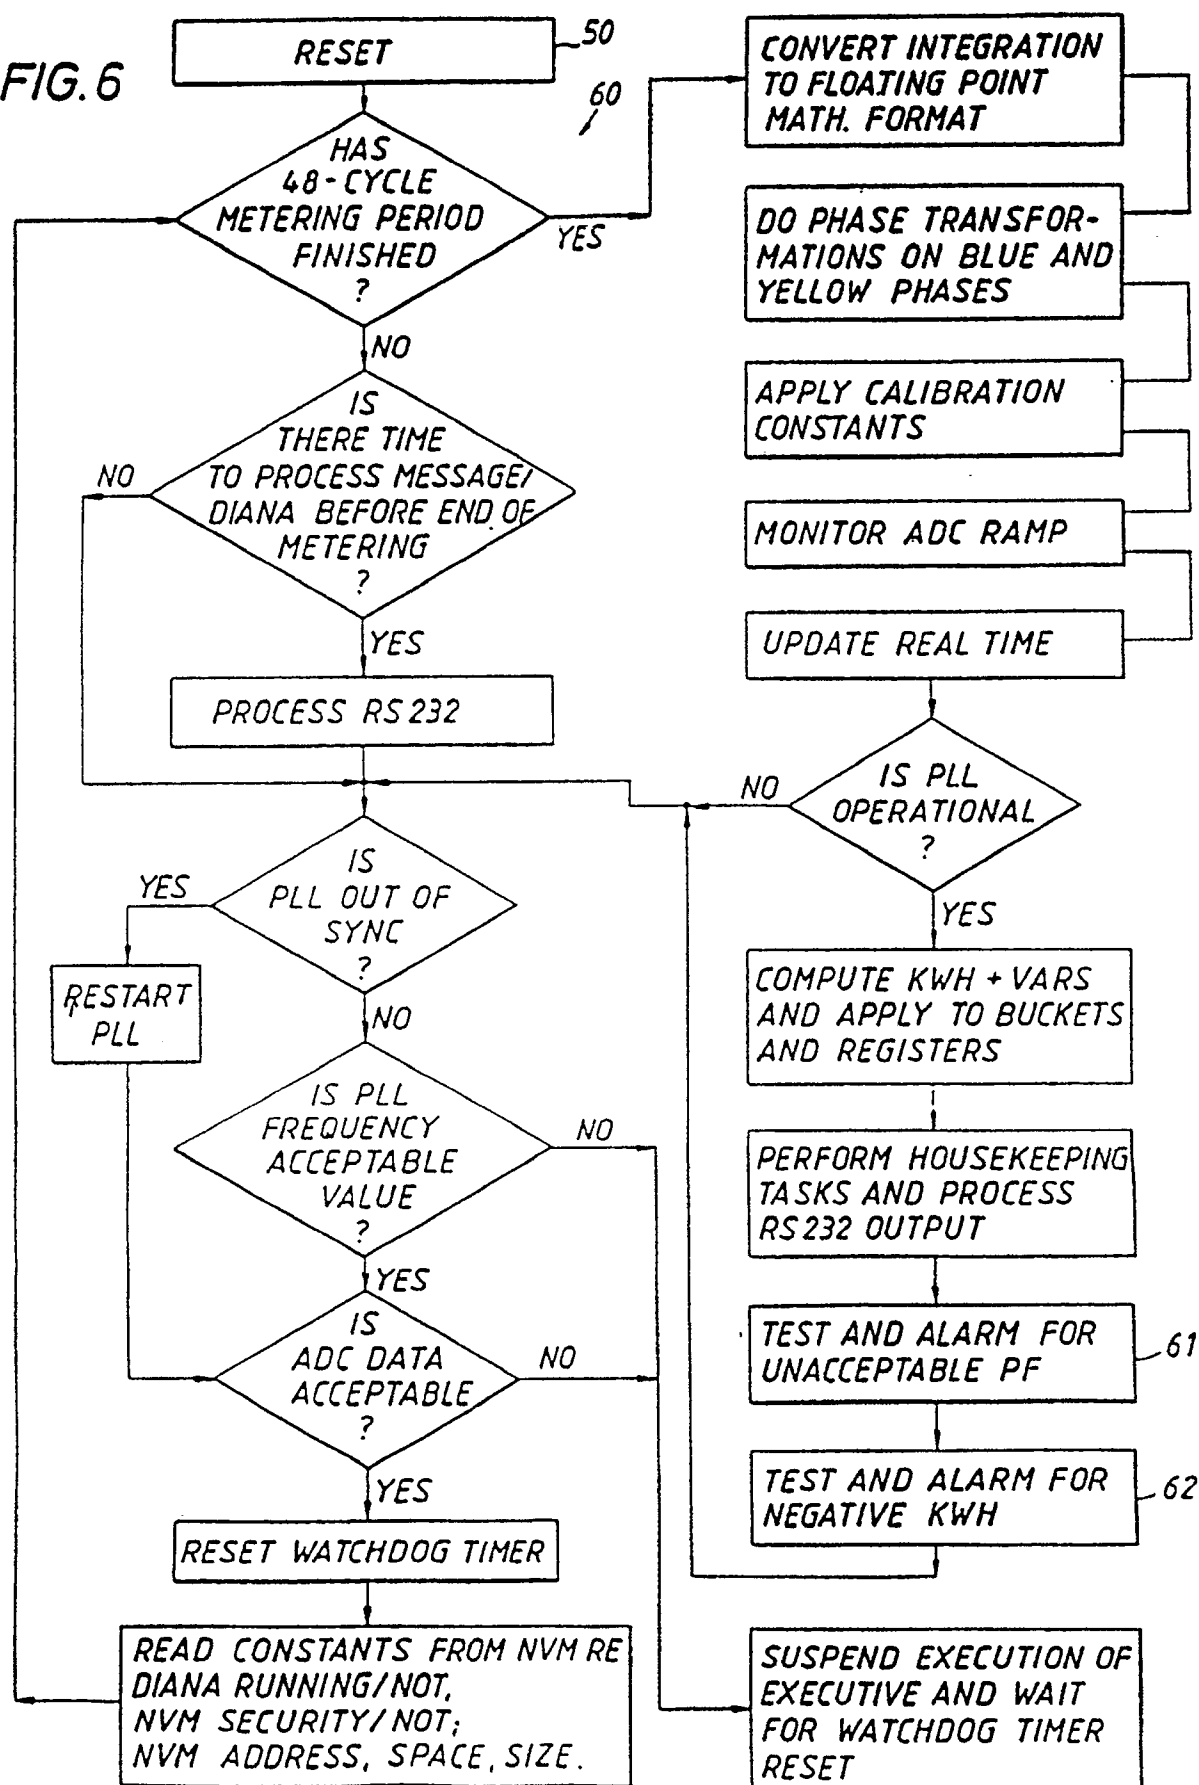 FIG. 6
RESET
50
60
HAS
48-CYCLE
METERING PERIOD
FINISHED
?
YES
NO
IS
THERE TIME
TO PROCESS MESSAGE/
DIANA BEFORE END OF
METERING
?
NO
YES
PROCESS RS232
IS
PLL OUT OF
SYNC
?
YES
RESTART
PLL
NO
IS PLL
FREQUENCY
ACCEPTABLE
VALUE
?
NO
YES
IS
ADC DATA
ACCEPTABLE
?
NO
YES
RESET WATCHDOG TIMER
READ CONSTANTS FROM NVM RE
DIANA RUNNING/NOT,
NVM SECURITY/NOT;
NVM ADDRESS, SPACE, SIZE.
CONVERT INTEGRATION
TO FLOATING POINT
MATH. FORMAT
DO PHASE TRANSFOR-
MATIONS ON BLUE AND
YELLOW PHASES
APPLY CALIBRATION
CONSTANTS
MONITOR ADC RAMP
UPDATE REAL TIME
IS PLL
OPERATIONAL
?
NO
YES
COMPUTE KWH + VARS
AND APPLY TO BUCKETS
AND REGISTERS
PERFORM HOUSEKEEPING
TASKS AND PROCESS
RS232 OUTPUT
TEST AND ALARM FOR
UNACCEPTABLE PF
61
TEST AND ALARM FOR
NEGATIVE KWH
62
SUSPEND EXECUTION OF
EXECUTIVE AND WAIT
FOR WATCHDOG TIMER
RESET